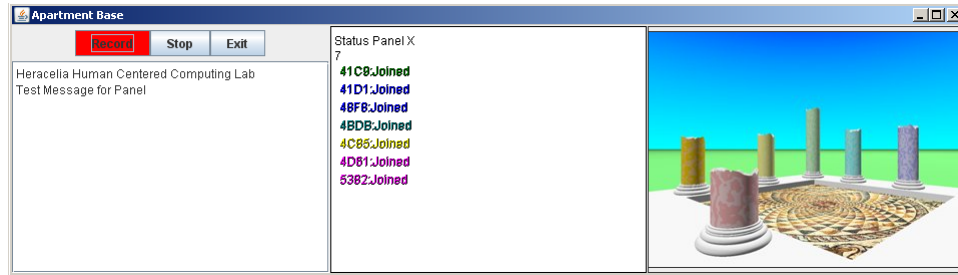 Apartment Base
Record Stop Exit
Heracelia Human Centered Computing Lab
Test Message for Panel
Status Panel X
7
41C9:Joined
41D1:Joined
48F8:Joined
4BDB:Joined
4C85:Joined
4D61:Joined
5382:Joined